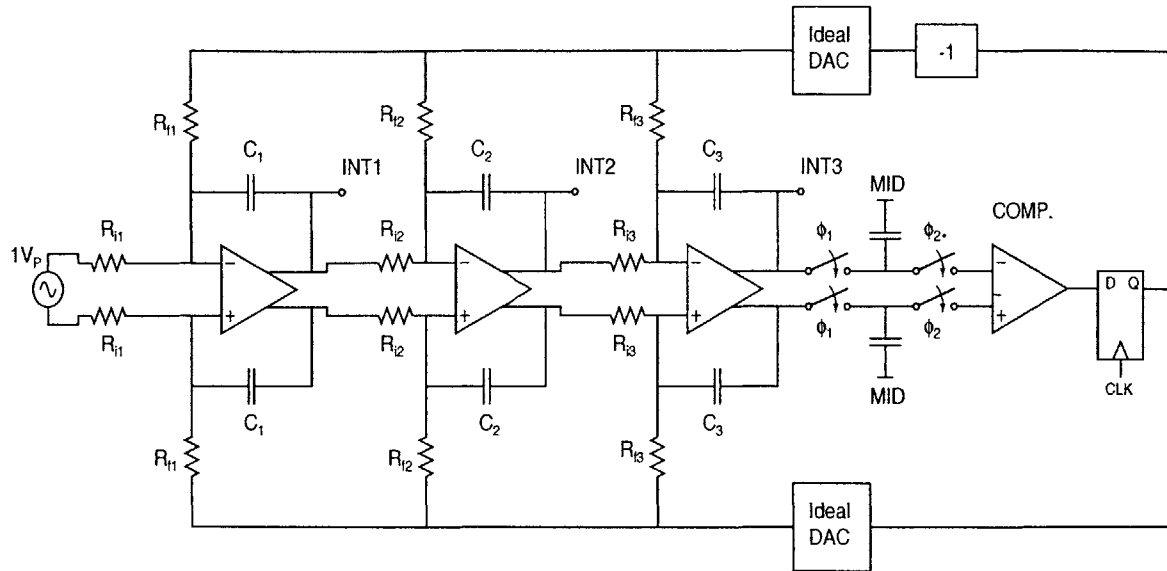 Ideal
DAC
-1
R_f1
R_f2
R_f3
C_1
INT1
C_2
INT2
C_3
INT3
MID
COMP.
1V_P
R_i1
R_i2
R_i3
ϕ_1
ϕ_2.
−
−
−
−
−
+
+
+
+
D Q
R_i1
R_i2
R_i3
ϕ_1
ϕ_2
MID
CLK
C_1
C_2
C_3
R_f1
R_f2
R_f3
Ideal
DAC